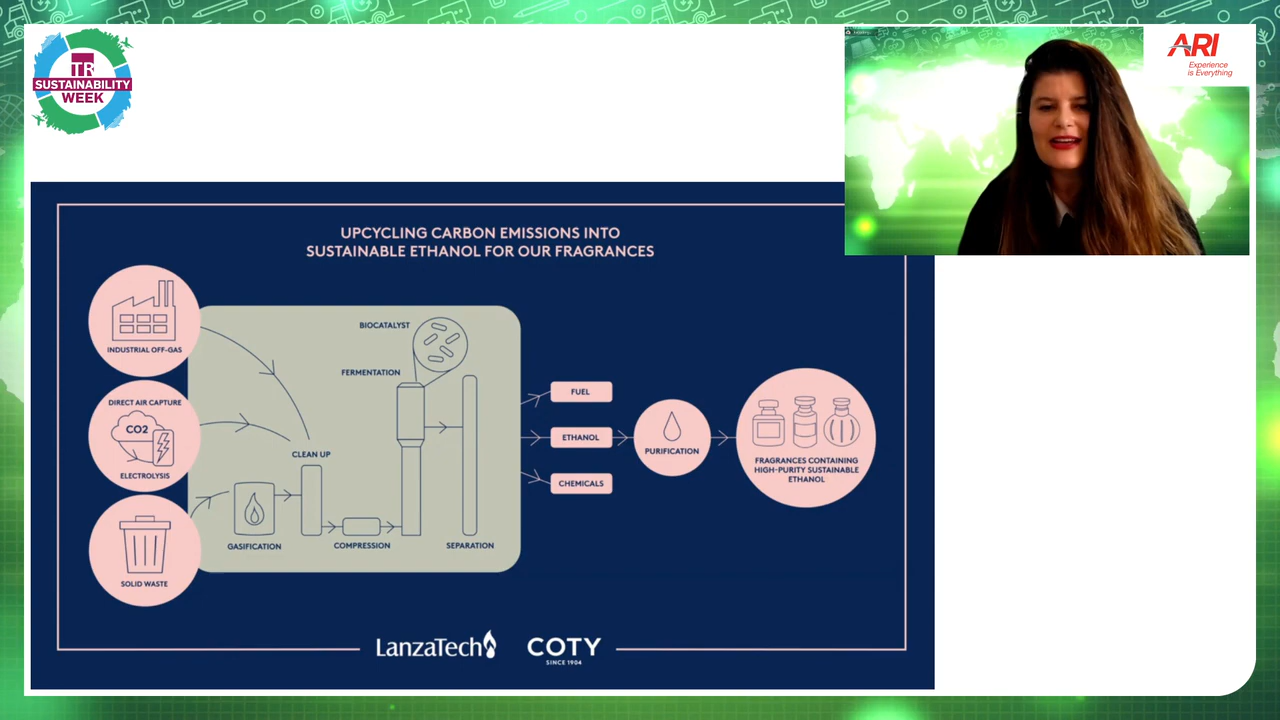 TR
SUSTAINABILITY
WEEK
ARI
Experience
is Everything
UPCYCLING CARBON EMISSIONS INTO
SUSTAINABLE ETHANOL FOR OUR FRAGRANCES
INDUSTRIAL OFF-GAS
DIRECT AIR CAPTURE
CO2
ELECTROLYSIS
SOLID WASTE
BIOCATALYST
FERMENTATION
CLEAN UP
GASIFICATION
COMPRESSION
SEPARATION
FUEL
ETHANOL
CHEMICALS
PURIFICATION
FRAGRANCES CONTAINING
HIGH-PURITY SUSTAINABLE
ETHANOL
LanzaTech
COTY
SINCE 1904